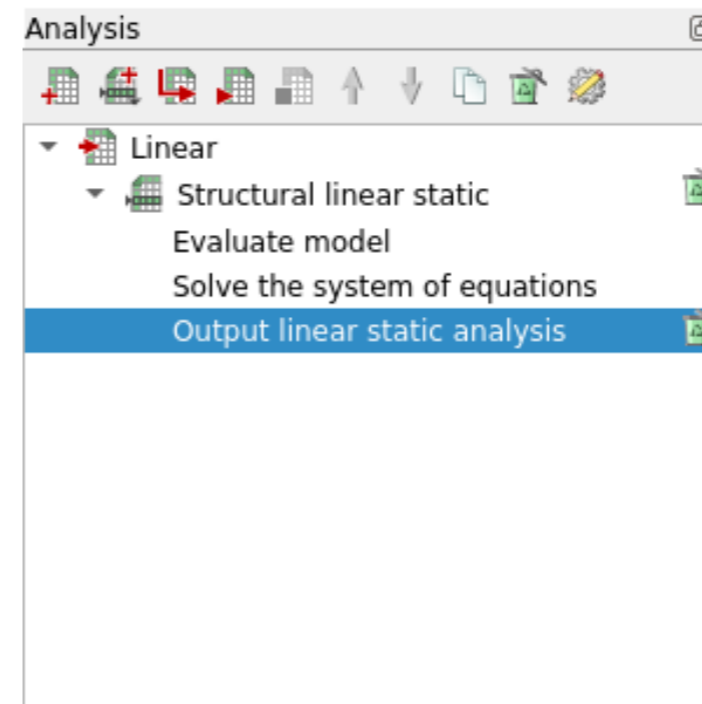 Analysis
Linear
Structural linear static
Evaluate model
Solve the system of equations
Output linear static analysis